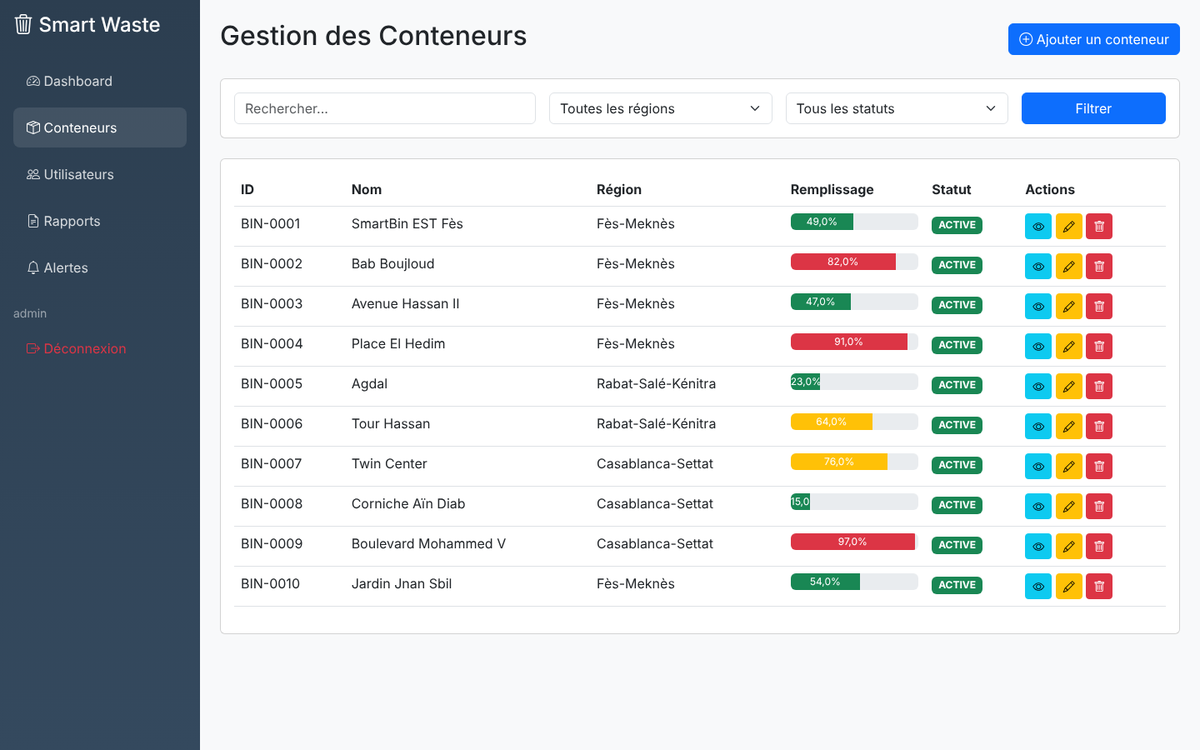 Smart Waste
Dashboard
Conteneurs
Utilisateurs
Rapports
Alertes
admin
Déconnexion
Gestion des Conteneurs
Ajouter un conteneur
Rechercher...
Toutes les régions
Tous les statuts
Filtrer
ID Nom Région Remplissage Statut Actions
BIN-0001 SmartBin EST Fès Fès-Meknès 49,0% ACTIVE
BIN-0002 Bab Boujloud Fès-Meknès 82,0% ACTIVE
BIN-0003 Avenue Hassan II Fès-Meknès 47,0% ACTIVE
BIN-0004 Place El Hedim Fès-Meknès 91,0% ACTIVE
BIN-0005 Agdal Rabat-Salé-Kénitra 23,0% ACTIVE
BIN-0006 Tour Hassan Rabat-Salé-Kénitra 64,0% ACTIVE
BIN-0007 Twin Center Casablanca-Settat 76,0% ACTIVE
BIN-0008 Corniche Aïn Diab Casablanca-Settat 15,0 ACTIVE
BIN-0009 Boulevard Mohammed V Casablanca-Settat 97,0% ACTIVE
BIN-0010 Jardin Jnan Sbil Fès-Meknès 54,0% ACTIVE